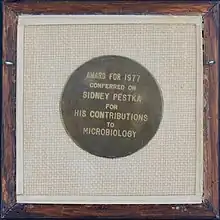 AWARD FOR 1977
CONFERRED ON
SIDNEY PESTKA
FOR
HIS CONTRIBUTIONS
TO
MICROBIOLOGY